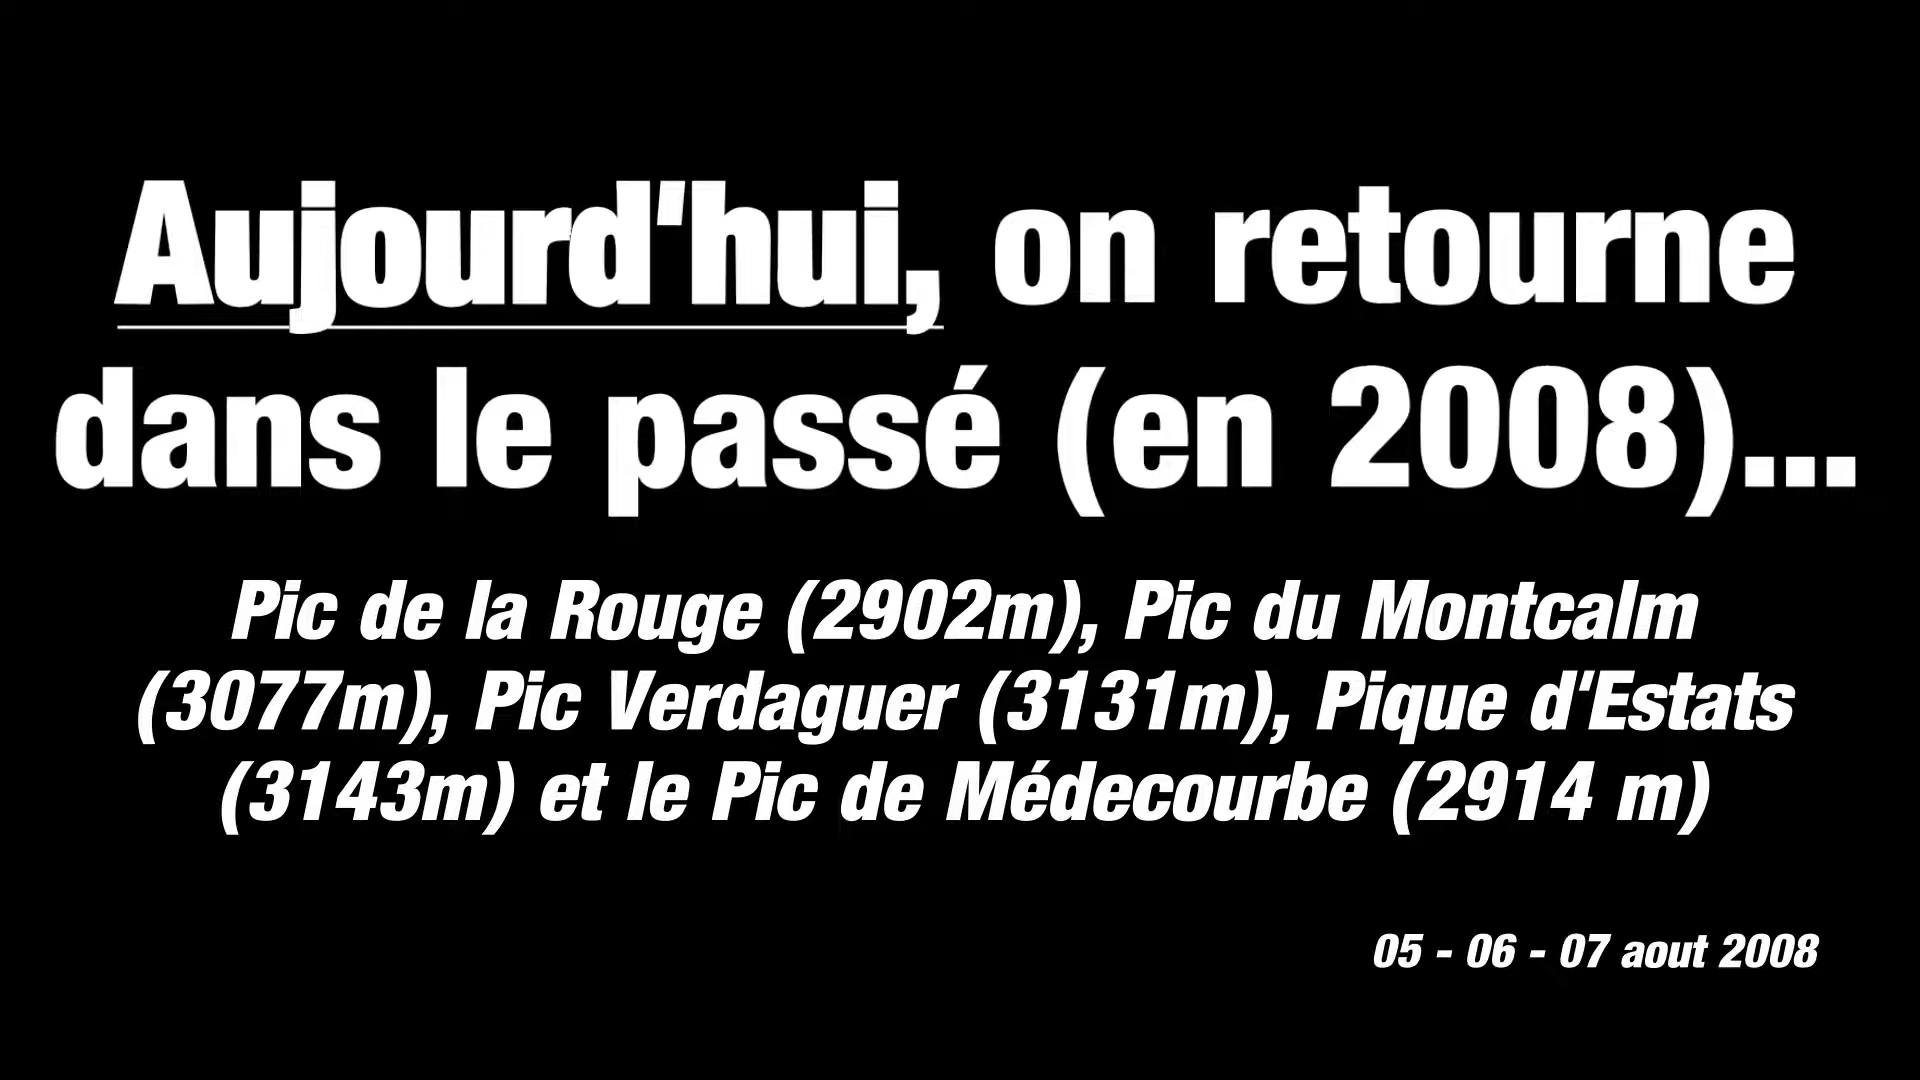 Aujourd'hui, on retourne
dans le passé (en 2008)...
Pic de la Rouge (2902m), Pic du Montcalm
(3077m), Pic Verdaguer (3131m), Pique d'Estats
(3143m) et le Pic de Médecourbe (2914 m)
05 - 06 - 07 aout 2008